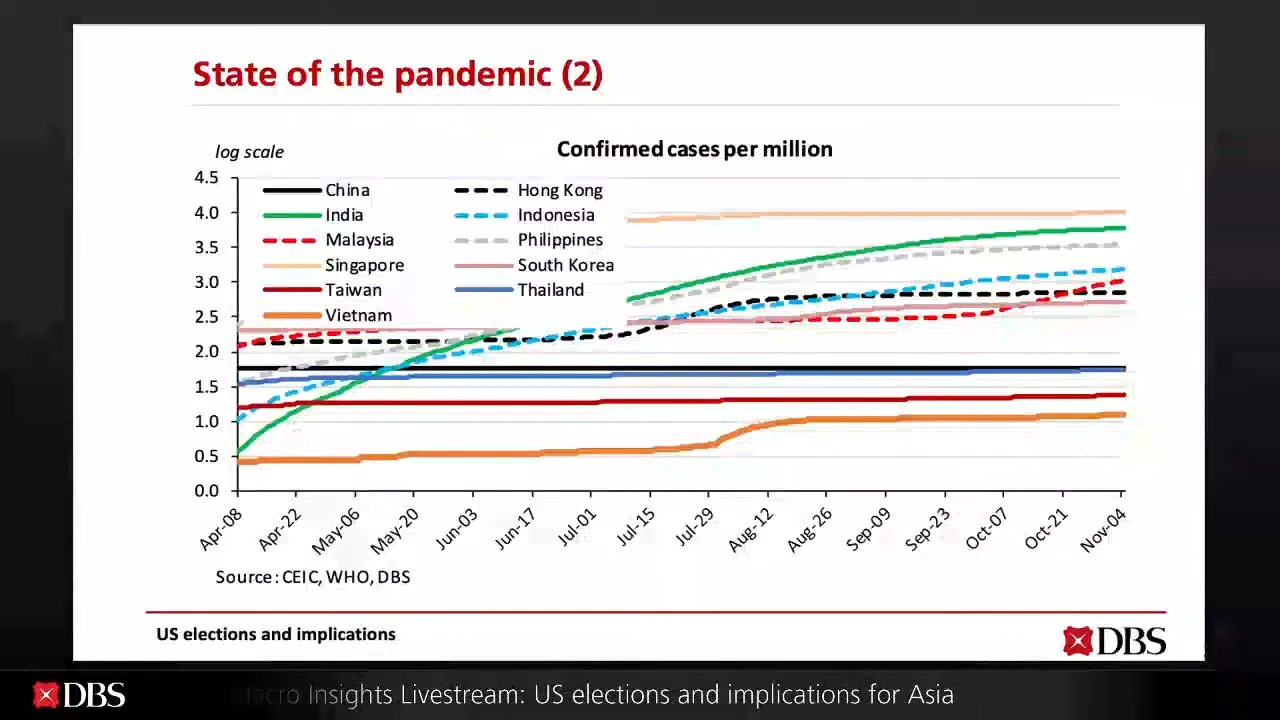 State of the pandemic (2)
log scale
Confirmed cases per million
4.5
4.0
3.5
3.0
2.5
2.0
1.5
1.0
0.5
0.0
China
Hong Kong
India
Indonesia
Malaysia
Philippines
Singapore
South Korea
Taiwan
Thailand
Vietnam
Apr-08
Apr-22
May-06
May-20
Jun-03
Jun-17
Jul-01
Jul-15
Jul-29
Aug-12
Aug-26
Sep-09
Sep-23
Oct-07
Oct-21
Nov-04
Source: CEIC, WHO, DBS
US elections and implications
DBS
DBS
Insights Livestream: US elections and implications for Asia